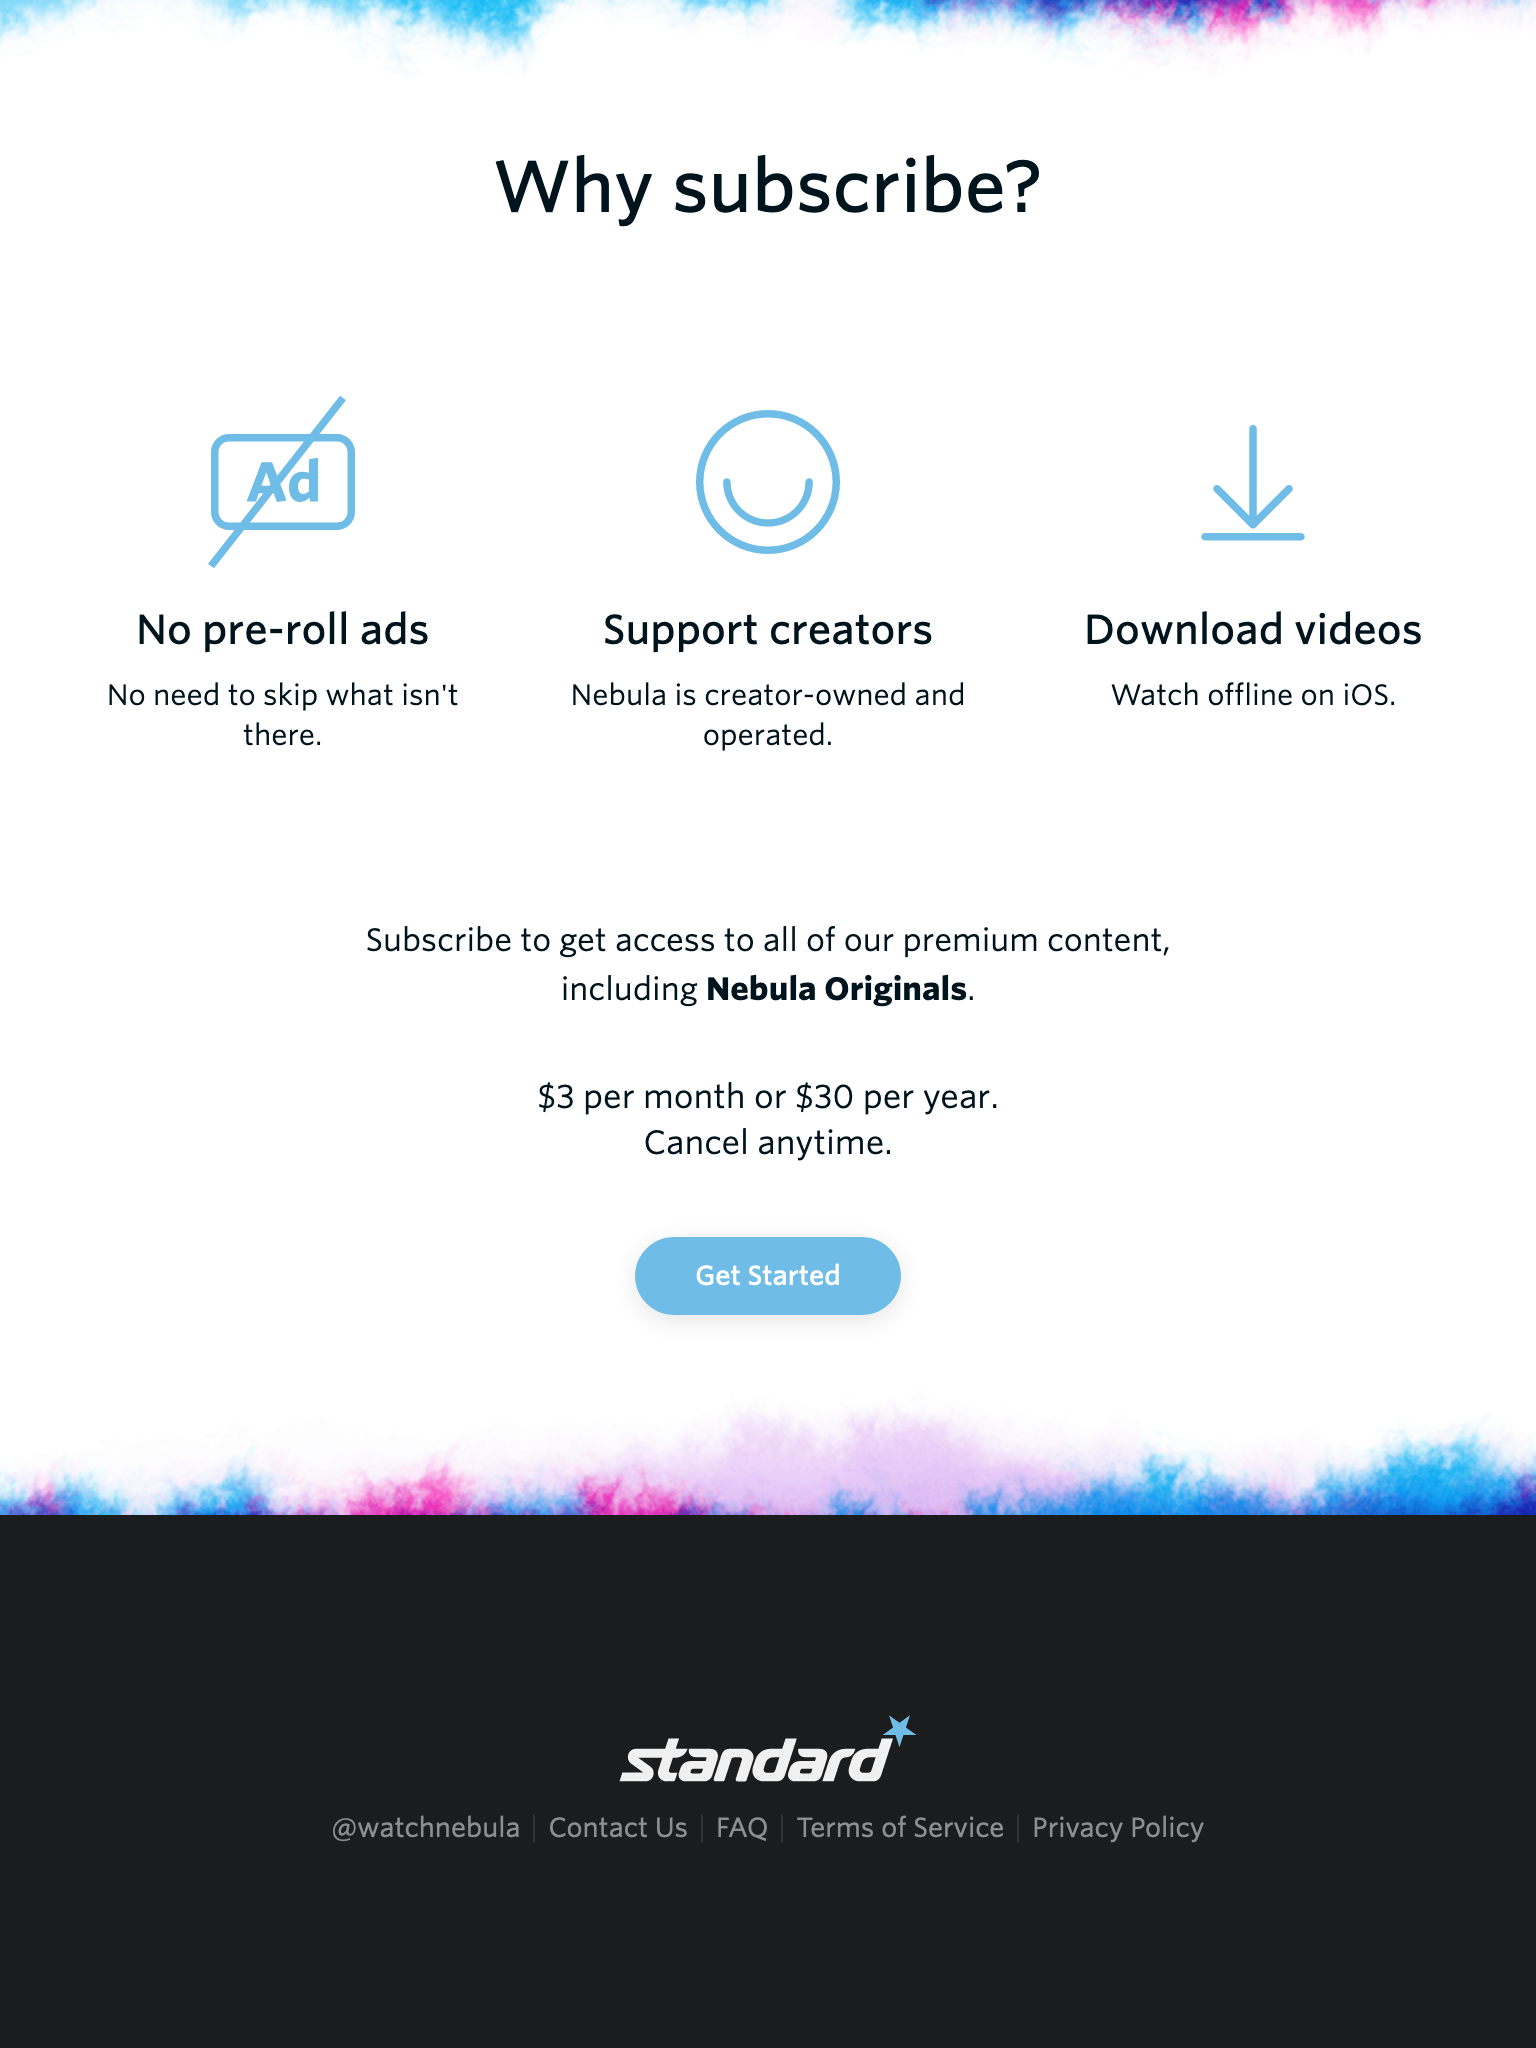 Why subscribe?
Ad
No pre-roll ads
No need to skip what isn't
there.
Support creators
Nebula is creator-owned and
operated.
Download videos
Watch offline on iOS.
Subscribe to get access to all of our premium content,
including Nebula Originals.
$3 per month or $30 per year.
Cancel anytime.
Get Started
standard
@watchnebula | Contact Us | FAQ | Terms of Service | Privacy Policy